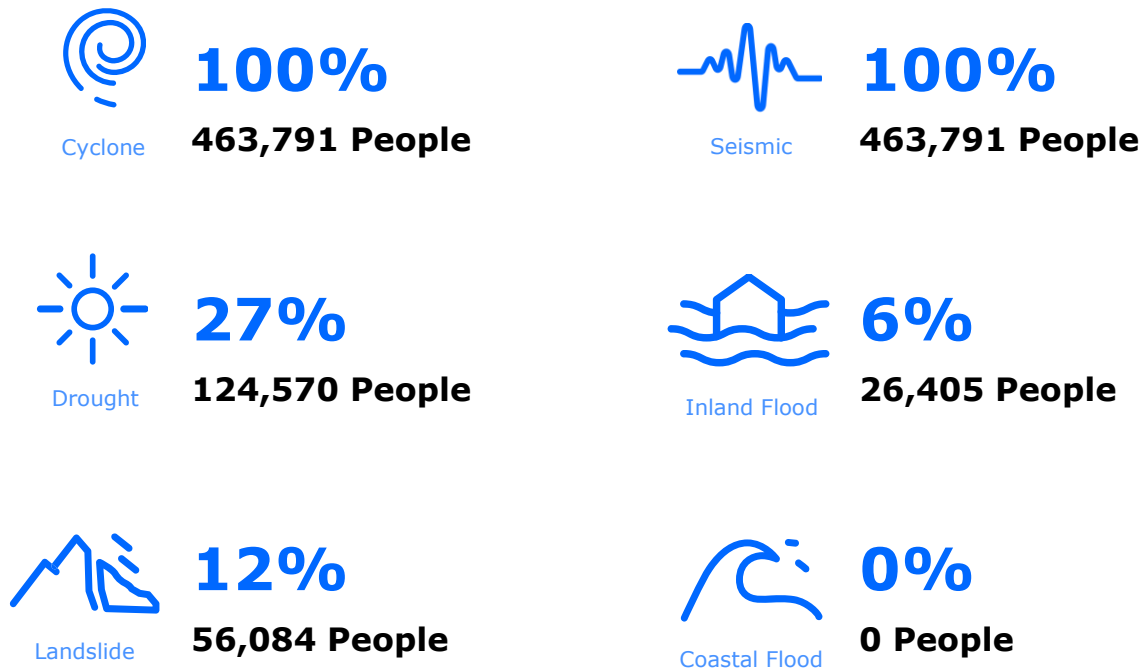 100%
463,791 People
Cyclone
100%
463,791 People
Seismic
27%
124,570 People
Drought
6%
26,405 People
Inland Flood
12%
56,084 People
Landslide
0%
0 People
Coastal Flood